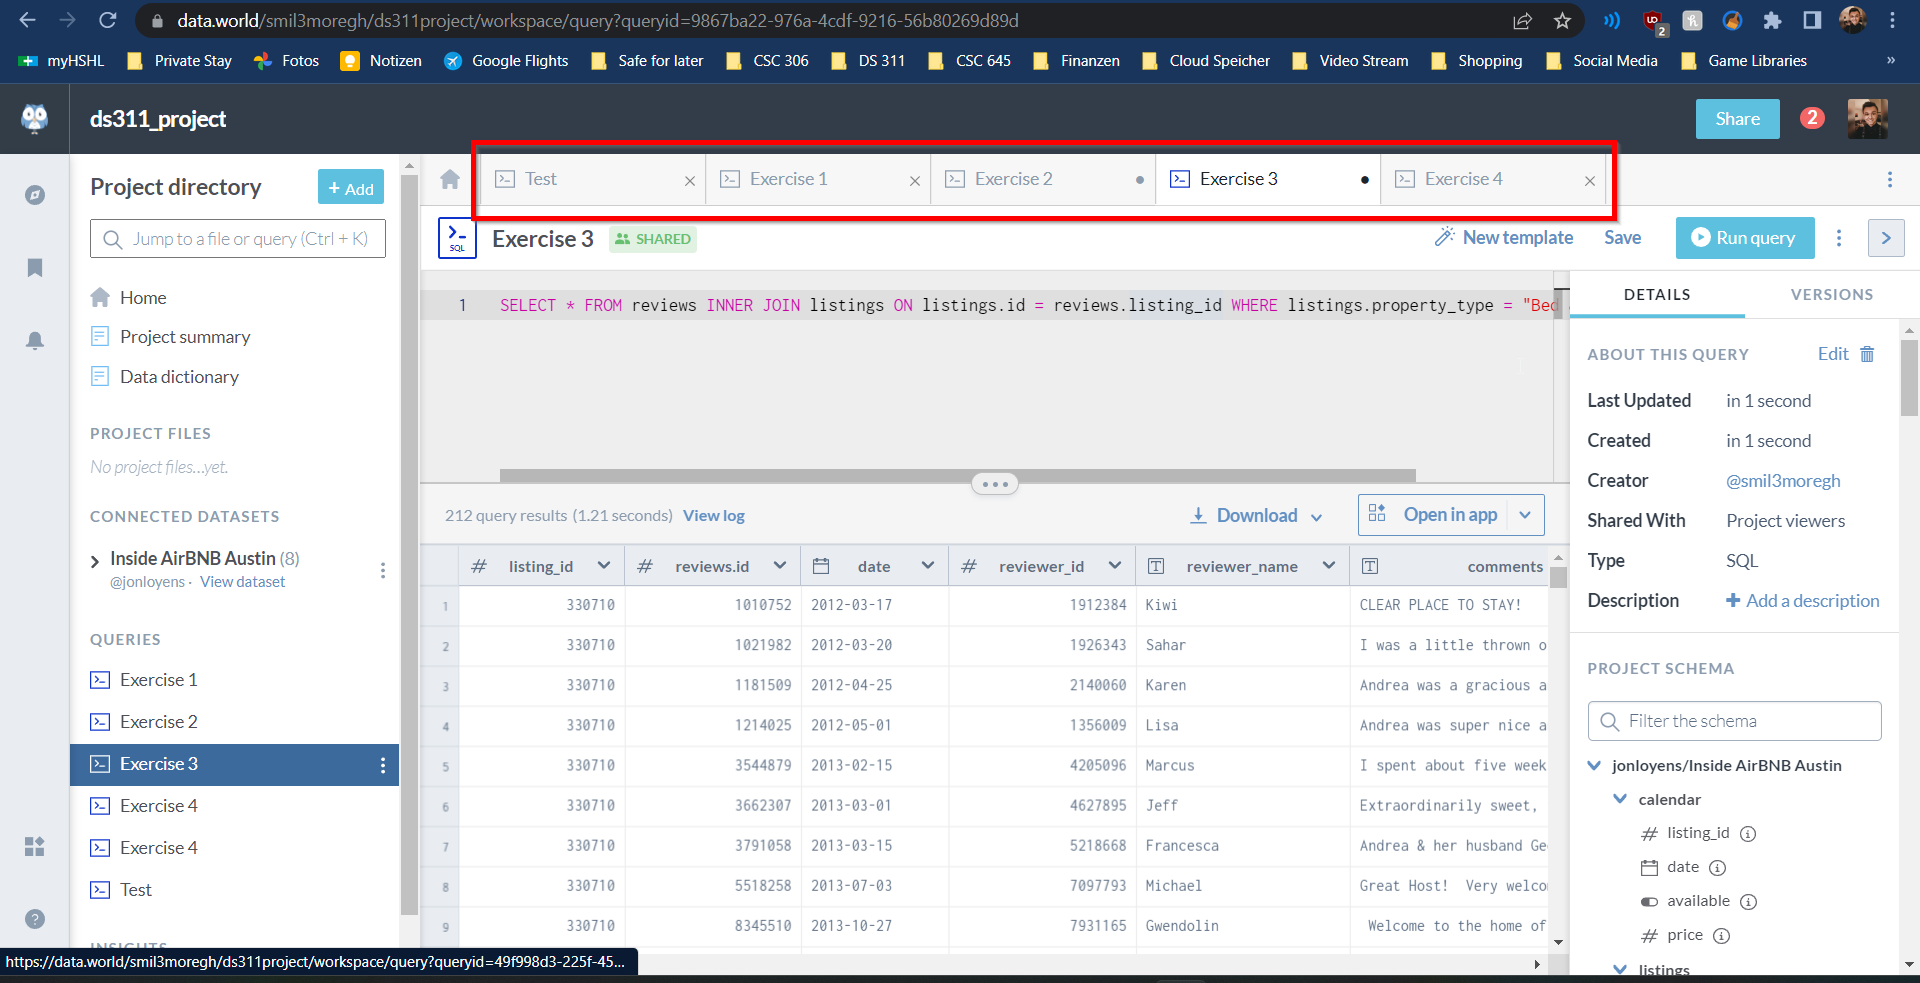 data.world/smil3moregh/ds311project/workspace/query?queryid=9867ba22-976a-4cdf-9216-56b80269d89d
2
myHSHL Private Stay Fotos Notizen Google Flights Safe for later CSC 306 DS 311 CSC 645 Finanzen Cloud Speicher Video Stream Shopping Social Media Game Libraries »
ds311_project
Share
2
Project directory
+ Add
Jump to a file or query (Ctrl + K)
Home
Project summary
Data dictionary
PROJECT FILES
No project files...yet.
CONNECTED DATASETS
Inside AirBNB Austin (8)
@jonloyens · View dataset
QUERIES
Exercise 1
Exercise 2
Exercise 3
Exercise 4
Exercise 4
Test
INSIGHTS
https://data.world/smil3moregh/ds311project/workspace/query?queryid=49f998d3-225f-45...
Test Exercise 1 Exercise 2 Exercise 3 Exercise 4
SQL
Exercise 3 SHARED
New template Save Run query
1 SELECT * FROM reviews INNER JOIN listings ON listings.id = reviews.listing_id WHERE listings.property_type = "Bed
212 query results (1.21 seconds) View log
Download Open in app
# listing_id # reviews.id date # reviewer_id T reviewer_name T comments
1 330710 1010752 2012-03-17 1912384 Kiwi CLEAR PLACE TO STAY!
2 330710 1021982 2012-03-20 1926343 Sahar I was a little thrown o
3 330710 1181509 2012-04-25 2140060 Karen Andrea was a gracious a
4 330710 1214025 2012-05-01 1356009 Lisa Andrea was super nice a
5 330710 3544879 2013-02-15 4205096 Marcus I spent about five week
6 330710 3662307 2013-03-01 4627895 Jeff Extraordinarily sweet,
7 330710 3791058 2013-03-15 5218668 Francesca Andrea & her husband Ge
8 330710 5518258 2013-07-03 7097793 Michael Great Host! Very welco
9 330710 8345510 2013-10-27 7931165 Gwendolin Welcome to the home of
DETAILS VERSIONS
ABOUT THIS QUERY Edit
Last Updated in 1 second
Created in 1 second
Creator @smil3moregh
Shared With Project viewers
Type SQL
Description + Add a description
PROJECT SCHEMA
Filter the schema
jonloyens/Inside AirBNB Austin
calendar
# listing_id
date
available
# price
listings